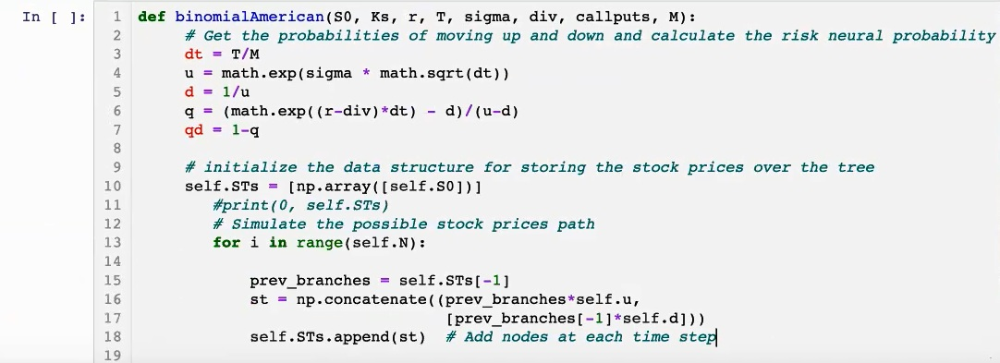 In [ ]:
1 def binomialAmerican(S0, Ks, r, T, sigma, div, callputs, M):
2 # Get the probabilities of moving up and down and calculate the risk neural probability
3 dt = T/M
4 u = math.exp(sigma * math.sqrt(dt))
5 d = 1/u
6 q = (math.exp((r-div)*dt) - d)/(u-d)
7 qd = 1-q
8
9 # initialize the data structure for storing the stock prices over the tree
10 self.STs = [np.array([self.S0])]
11 #print(0, self.STs)
12 # Simulate the possible stock prices path
13 for i in range(self.N):
14
15 prev_branches = self.STs[-1]
16 st = np.concatenate((prev_branches*self.u,
17 [prev_branches[-1]*self.d]))
18 self.STs.append(st) # Add nodes at each time step
19